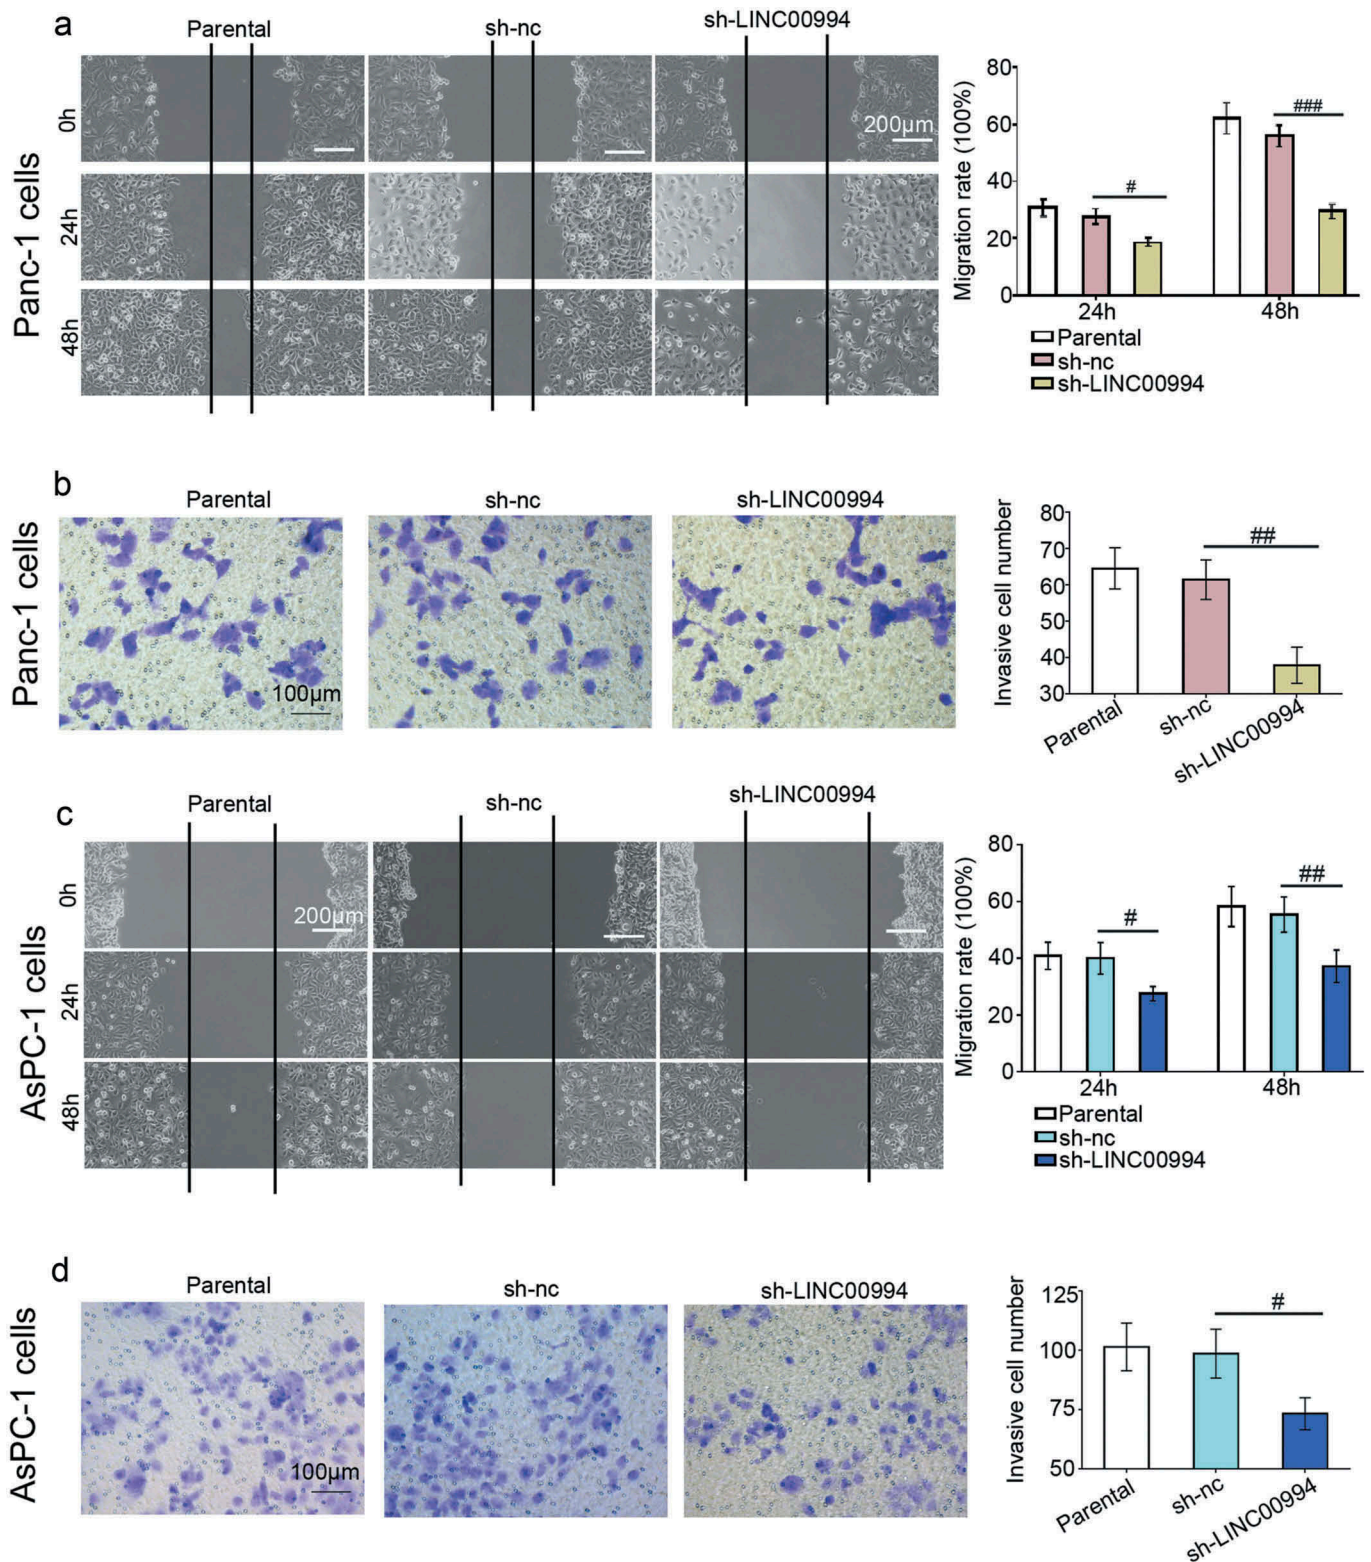 a
Parental
sh-nc
sh-LINC00994
Panc-1 cells
0h
24h
48h
200µm
Migration rate (100%)
80
60
40
20
0
#
###
24h
48h
Parental
sh-nc
sh-LINC00994
b
Panc-1 cells
Parental
sh-nc
sh-LINC00994
100µm
Invasive cell number
80
70
60
50
40
30
##
Parental
sh-nc
sh-LINC00994
c
Parental
sh-nc
sh-LINC00994
AsPC-1 cells
0h
24h
48h
200µm
Migration rate (100%)
80
60
40
20
0
#
##
24h
48h
Parental
sh-nc
sh-LINC00994
d
AsPC-1 cells
Parental
sh-nc
sh-LINC00994
100µm
Invasive cell number
125
100
75
50
#
Parental
sh-nc
sh-LINC00994